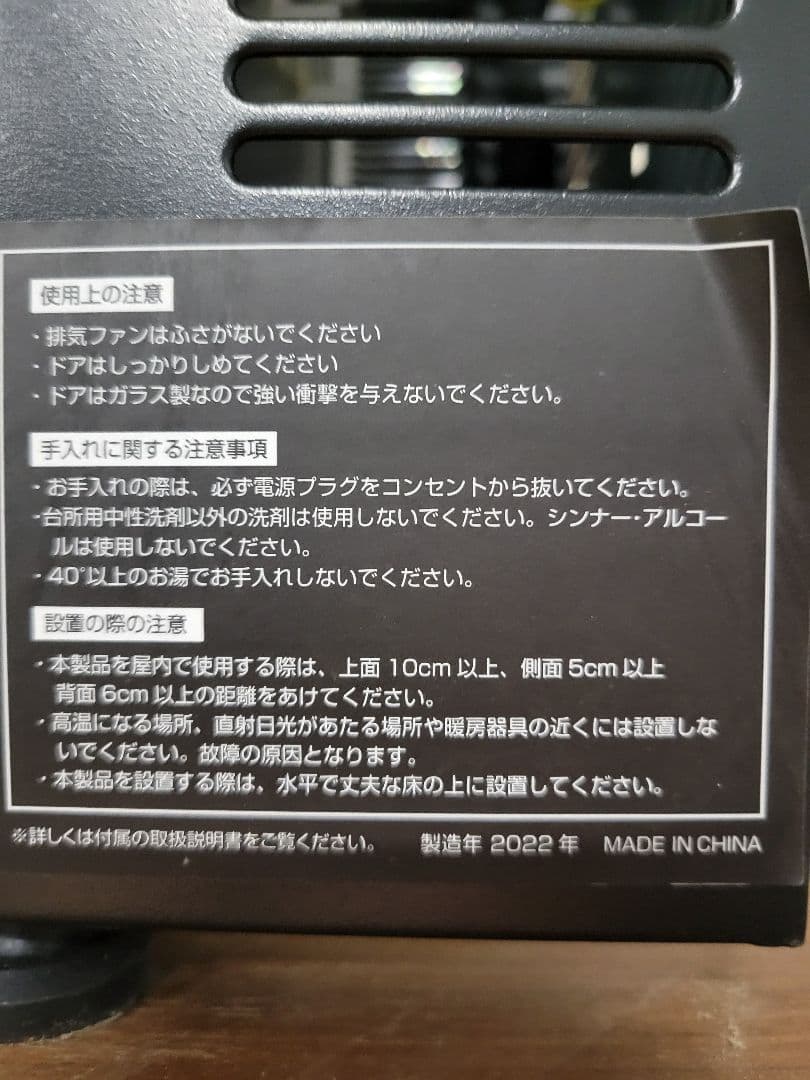 使用上の注意
・排気ファンはふさがないでください
・ドアはしっかりしめてください
・ドアはガラス製なので強い衝撃を与えないでください。
手入れに関する注意事項
・お手入れの際は、必ず電源プラグをコンセントから抜いてください。
・台所用中性洗剤以外の洗剤は使用しないでください。シンナー・アルコー
ルは使用しないでください。
・40°以上のお湯でお手入れしないでください。
設置の際の注意
・本製品を屋内で使用する際は、上面10cm以上、側面5cm以上
背面6cm以上の距離をあけてください。
・高温になる場所、直射日光があたる場所や暖房器具の近くには設置しな
いでください。故障の原因となります。
・本製品を設置する際は、水平で丈夫な床の上に設置してください。
※詳しくは付属の取扱説明書をご覧ください。 製造年 2022年 MADE IN CHINA